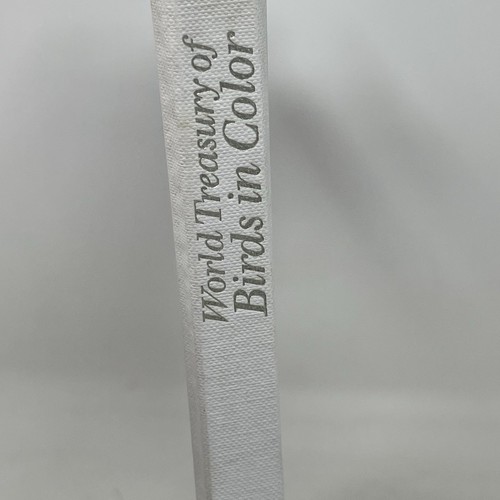 World Treasury of
Birds in Color